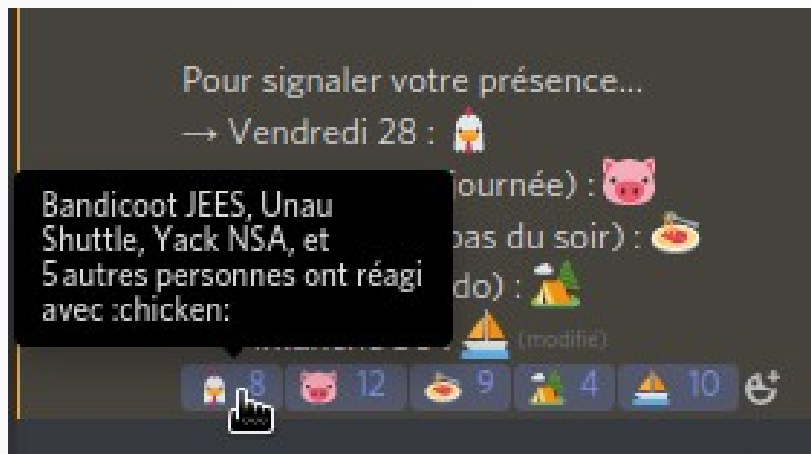 Pour signaler votre présence...
→ Vendredi 28 : 🐔
journée) : 🐷
pas du soir) : 🍝
do) : 🏕️
⛵ (modifié)
Bandicoot JEES, Unau
Shuttle, Yack NSA, et
5 autres personnes ont réagi
avec :chicken:
8 12 9 4 10